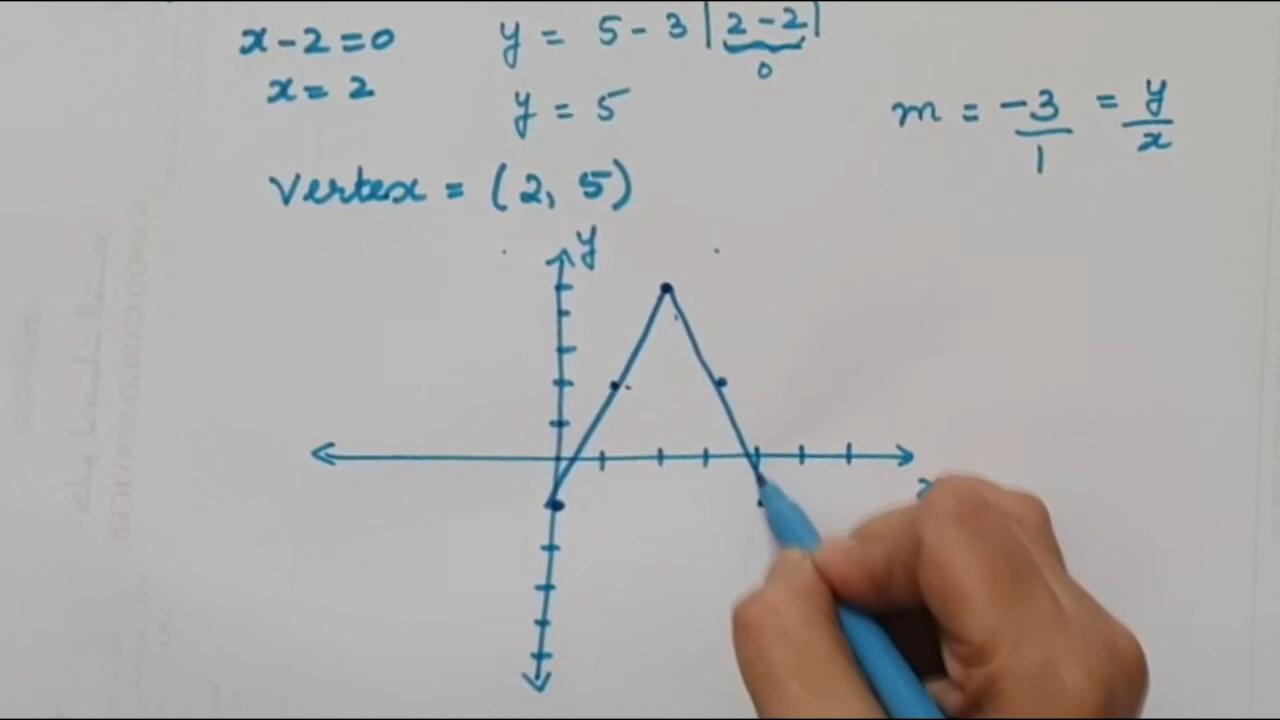 x-2=0
x=2
y = 5-3|2-2|
0
y = 5
m = -3/1 = y/x
Vertex = (2, 5)
y